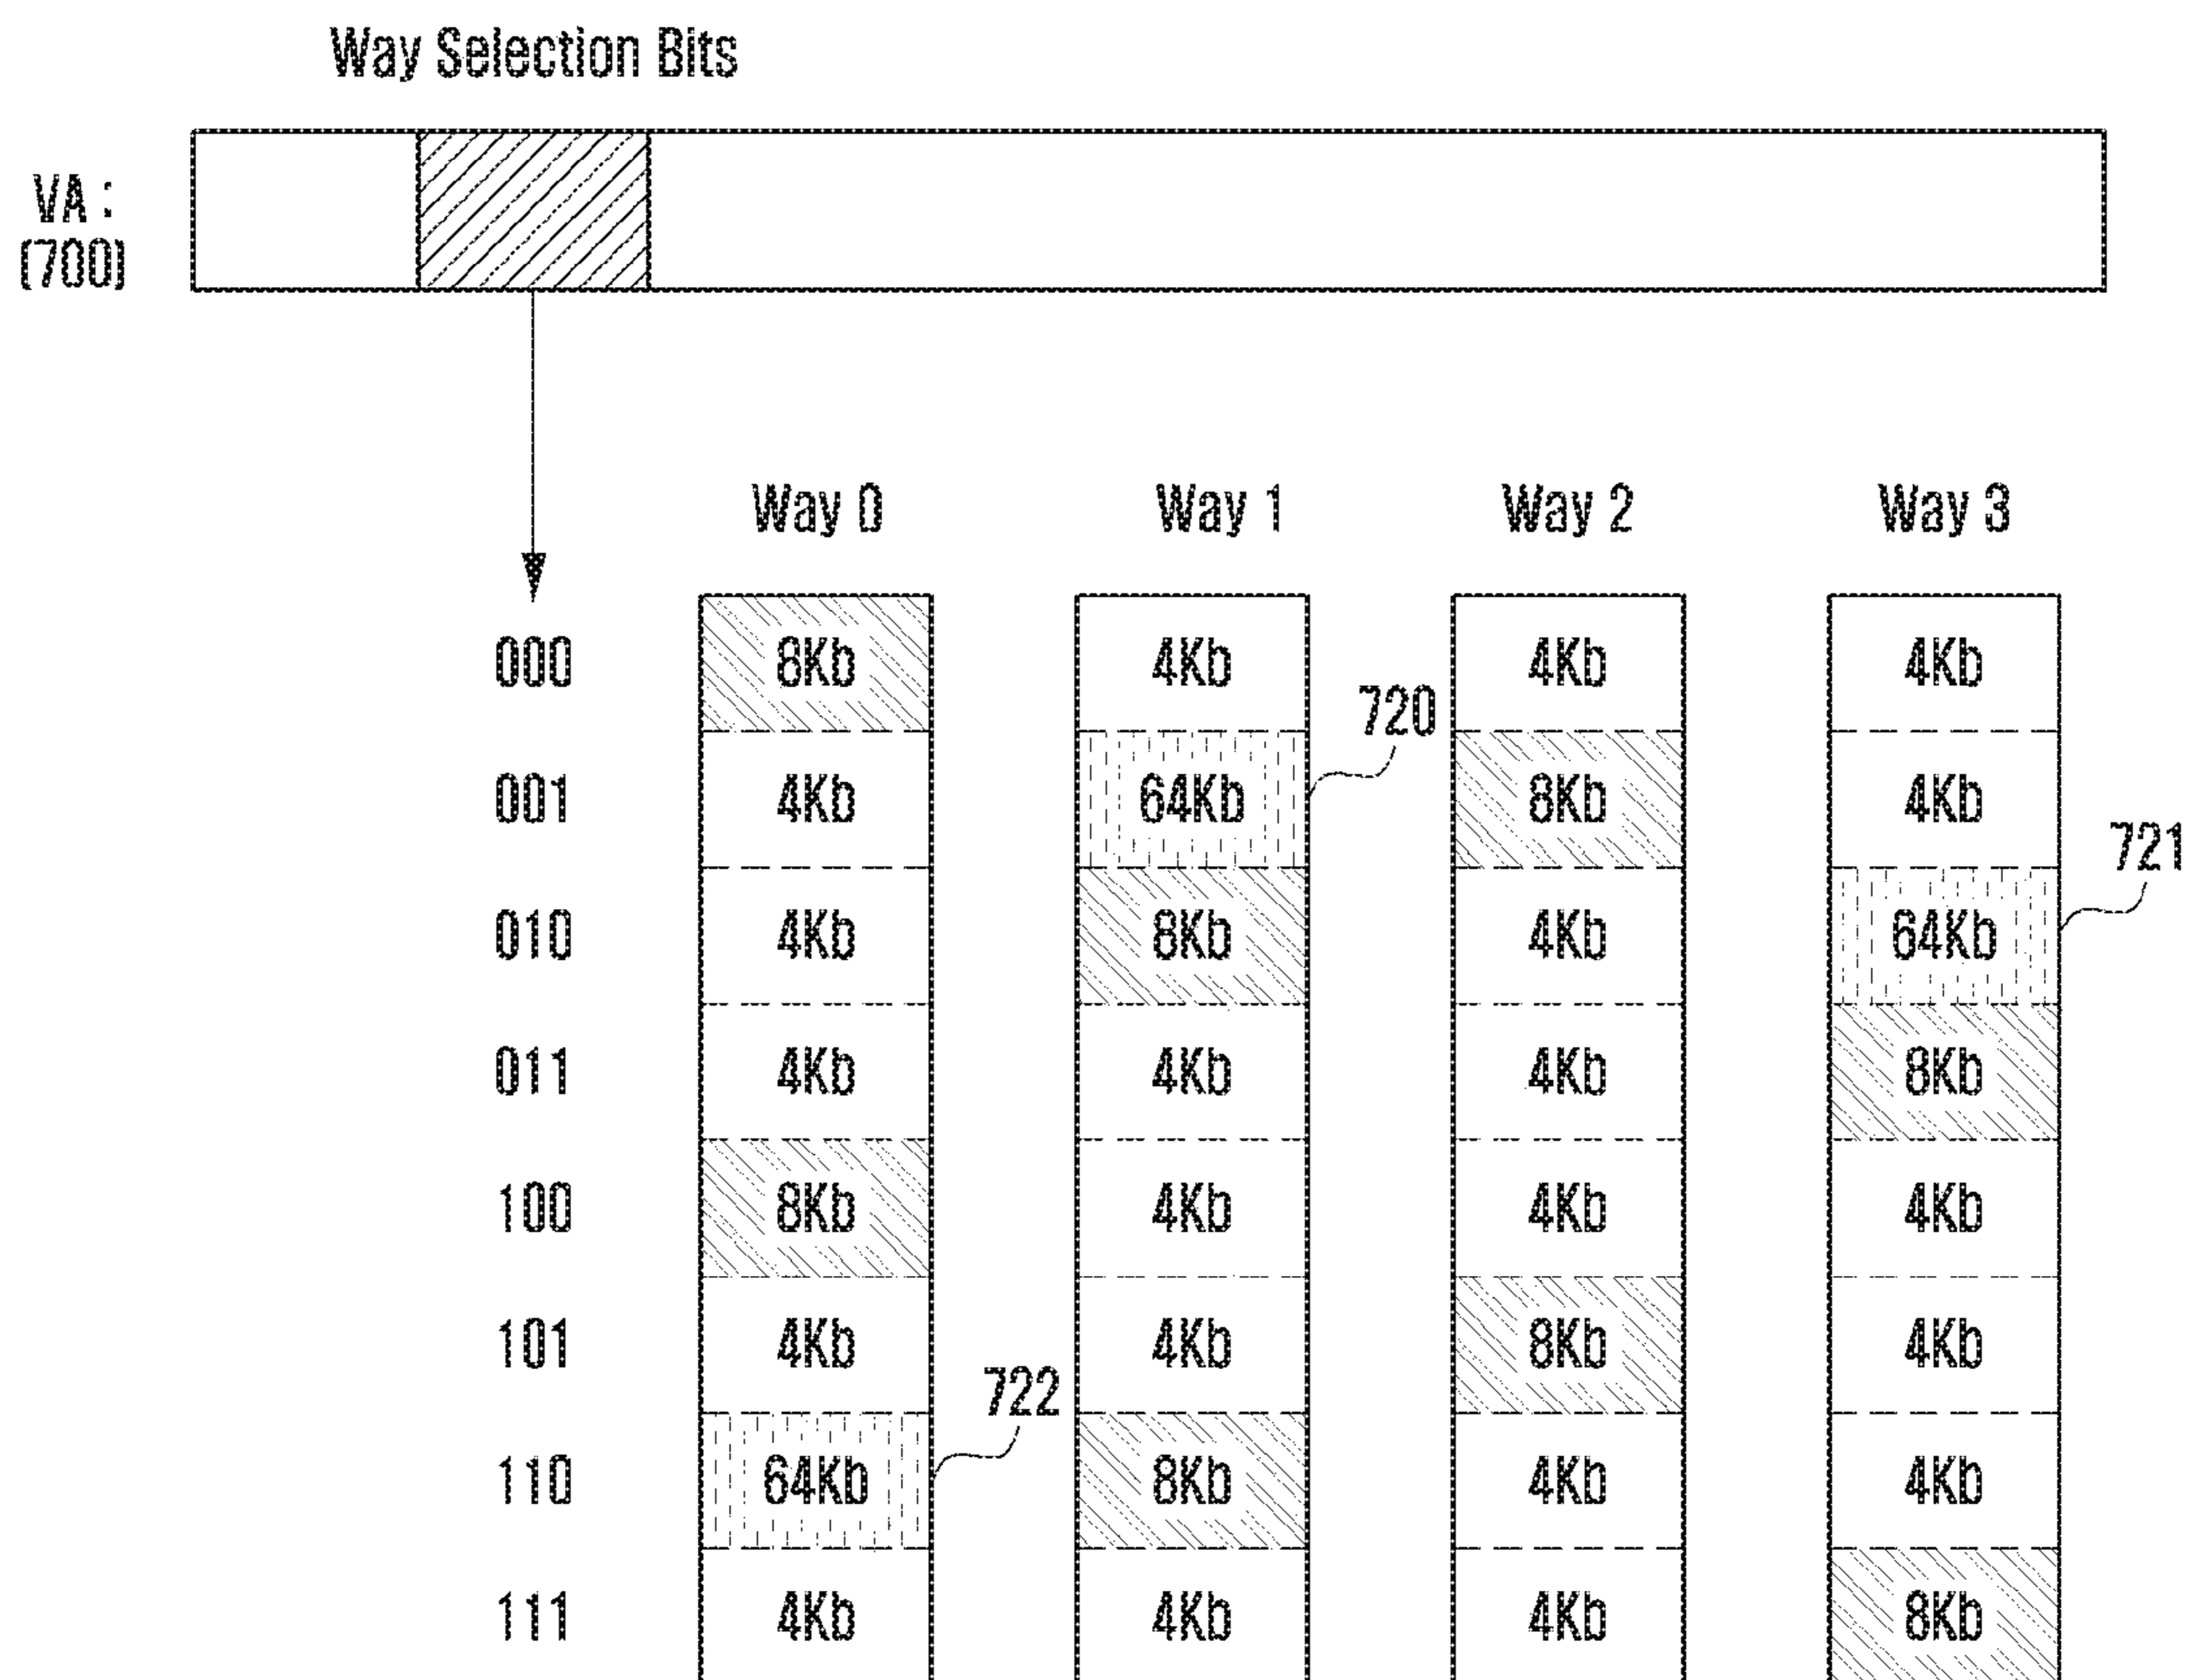 Way Selection Bits
VA :
(700)
Way 0 Way 1 Way 2 Way 3
000 8Kb 4Kb 4Kb 4Kb
720
001 4Kb 64Kb 8Kb 4Kb
721
010 4Kb 8Kb 4Kb 64Kb
011 4Kb 4Kb 4Kb 8Kb
100 8Kb 4Kb 4Kb 4Kb
101 4Kb 4Kb 8Kb 4Kb
722
110 64Kb 8Kb 4Kb 4Kb
111 4Kb 4Kb 4Kb 8Kb